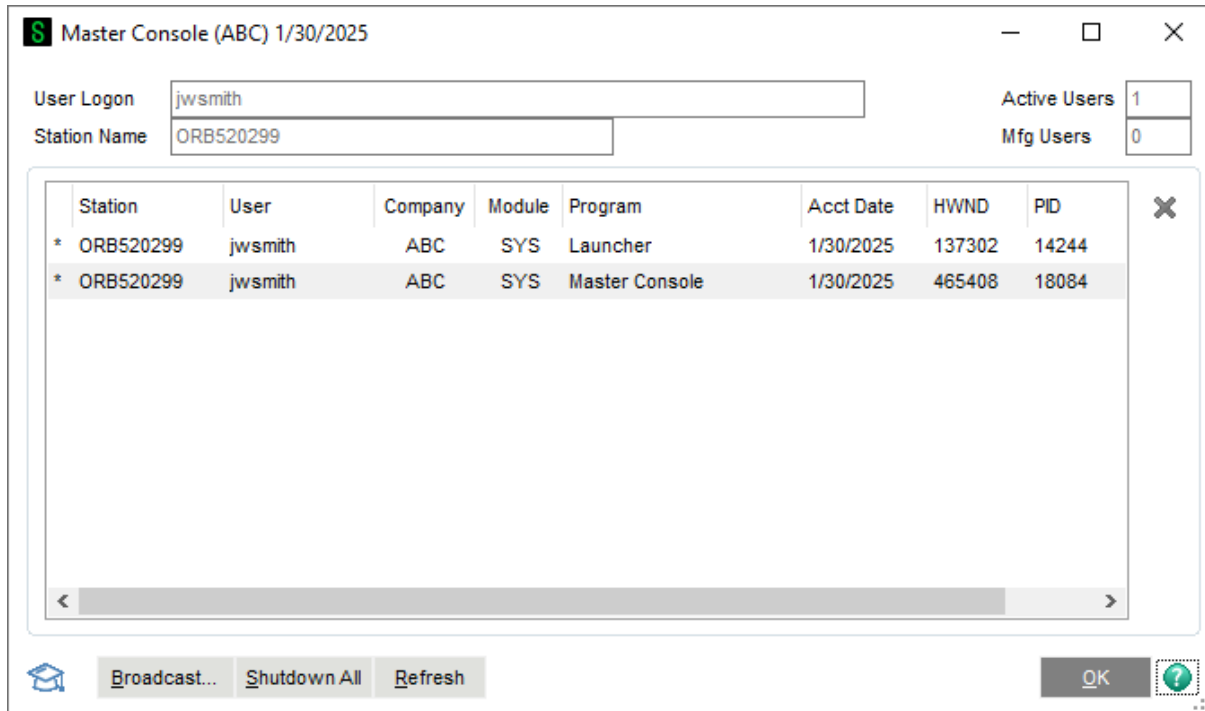 S Master Console (ABC) 1/30/2025
User Logon jwsmith Active Users 1
Station Name ORB520299 Mfg Users 0
Station User Company Module Program Acct Date HWND PID
* ORB520299 jwsmith ABC SYS Launcher 1/30/2025 137302 14244
* ORB520299 jwsmith ABC SYS Master Console 1/30/2025 465408 18084
Broadcast... Shutdown All Refresh OK ?